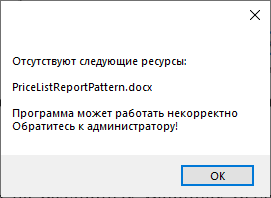 Отсутствуют следующие ресурсы:
PriceListReportPattern.docx
Программа может работать некорректно
Обратитесь к администратору!
OK